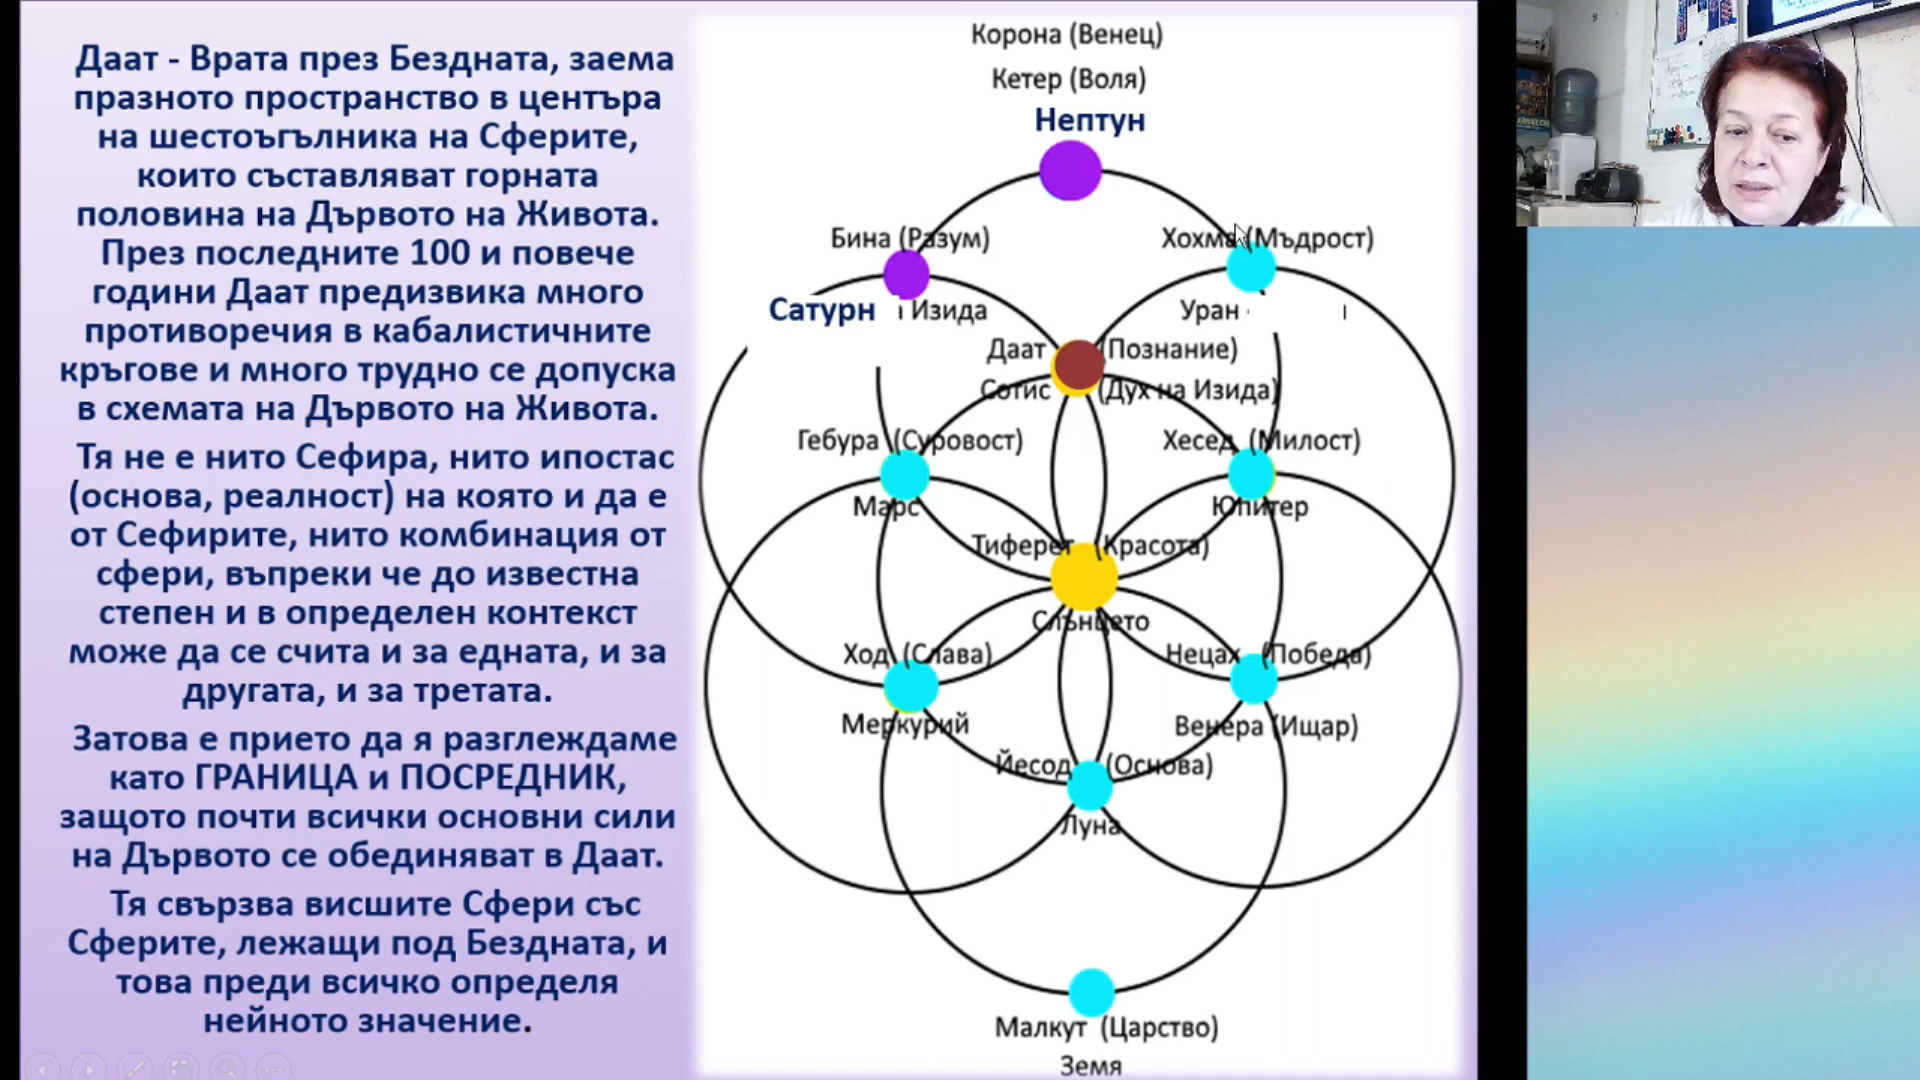 Даат - Врата през Бездната, заема
празното пространство в центъра
на шестоъгълника на Сферите,
които съставляват горната
половина на Дървото на Живота.
През последните 100 и повече
години Даат предизвика много
противоречия в кабалистичните
кръгове и много трудно се допуска
в схемата на Дървото на Живота.
Тя не е нито Сефира, нито ипостас
(основа, реалност) на която и да е
от Сефирите, нито комбинация от
сфери, въпреки че до известна
степен и в определен контекст
може да се счита и за едната, и за
другата, и за третата.
Затова е прието да я разглеждаме
като ГРАНИЦА и ПОСРЕДНИК,
защото почти всички основни сили
на Дървото се обединяват в Даат.
Тя свързва висшите Сфери със
Сферите, лежащи под Бездната, и
това преди всичко определя
нейното значение.
Корона (Венец)
Кетер (Воля)
Нептун
Бина (Разум)
Хохма (Мъдрост)
Сатурн
Изида
Уран
Даат (Познание)
Сотис (Дух на Изида)
Гебура (Суровост)
Хесед (Милост)
Марс
Юпитер
Тиферет (Красота)
Слънцето
Ход (Слава)
Нецах (Победа)
Меркурий
Венера (Ищар)
Йесод (Основа)
Луна
Малкут (Царство)
Земя